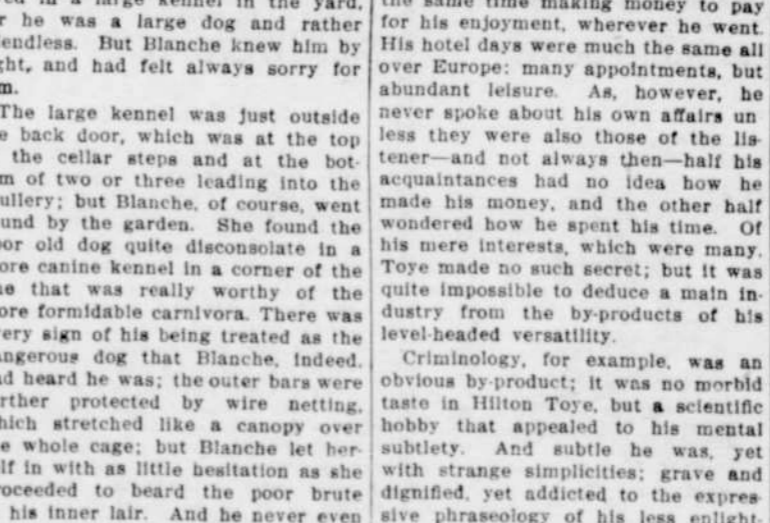 in a large kennel in the yard,
he was a large dog and rather
endless. But Blanche knew him by
ght, and had felt always sorry for
m.
The large kennel was just outside
e back door, which was at the top
the cellar steps and at the bot-
m of two or three leading into the
ullery; but Blanche, of course, went
und by the garden. She found the
or old dog quite disconsolate in a
ore canine kennel in a corner of the
e that was really worthy of the
ore formidable carnivora. There was
ery sign of his being treated as the
angerous dog that Blanche, indeed,
d heard he was; the outer bars were
rther protected by wire netting,
hich stretched like a canopy over
e whole cage; but Blanche let her-
lf in with as little hesitation as she
roceeded to beard the poor brute
his inner lair. And he never even
the same time making money to pay
for his enjoyment, wherever he went.
His hotel days were much the same all
over Europe: many appointments, but
abundant leisure. As, however, he
never spoke about his own affairs un
less they were also those of the lis-
tener—and not always then—half his
acquaintances had no idea how he
made his money, and the other half
wondered how he spent his time. Of
his mere interests, which were many,
Toye made no such secret; but it was
quite impossible to deduce a main in-
dustry from the by-products of his
level-headed versatility.
Criminology, for example, was an
obvious by-product; it was no morbid
taste in Hilton Toye, but a scientific
hobby that appealed to his mental
subtlety. And subtle he was, yet
with strange simplicities; grave and
dignified, yet addicted to the expres-
sive phraseology of his less enlight-